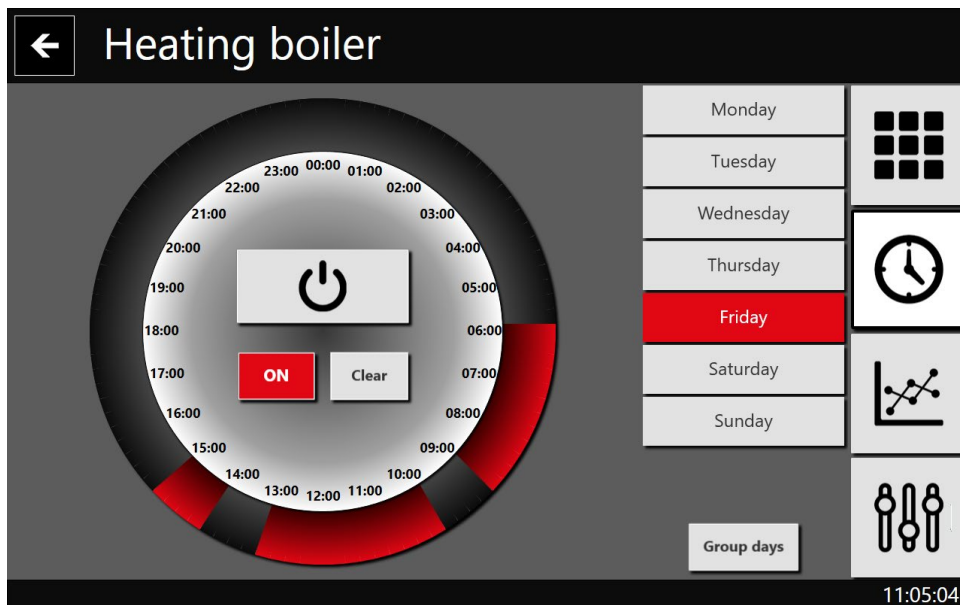 Heating boiler
00:00
01:00
02:00
03:00
04:00
05:00
06:00
07:00
08:00
09:00
10:00
11:00
12:00
13:00
14:00
15:00
16:00
17:00
18:00
19:00
20:00
21:00
22:00
23:00
ON
Clear
Monday
Tuesday
Wednesday
Thursday
Friday
Saturday
Sunday
Group days
11:05:04